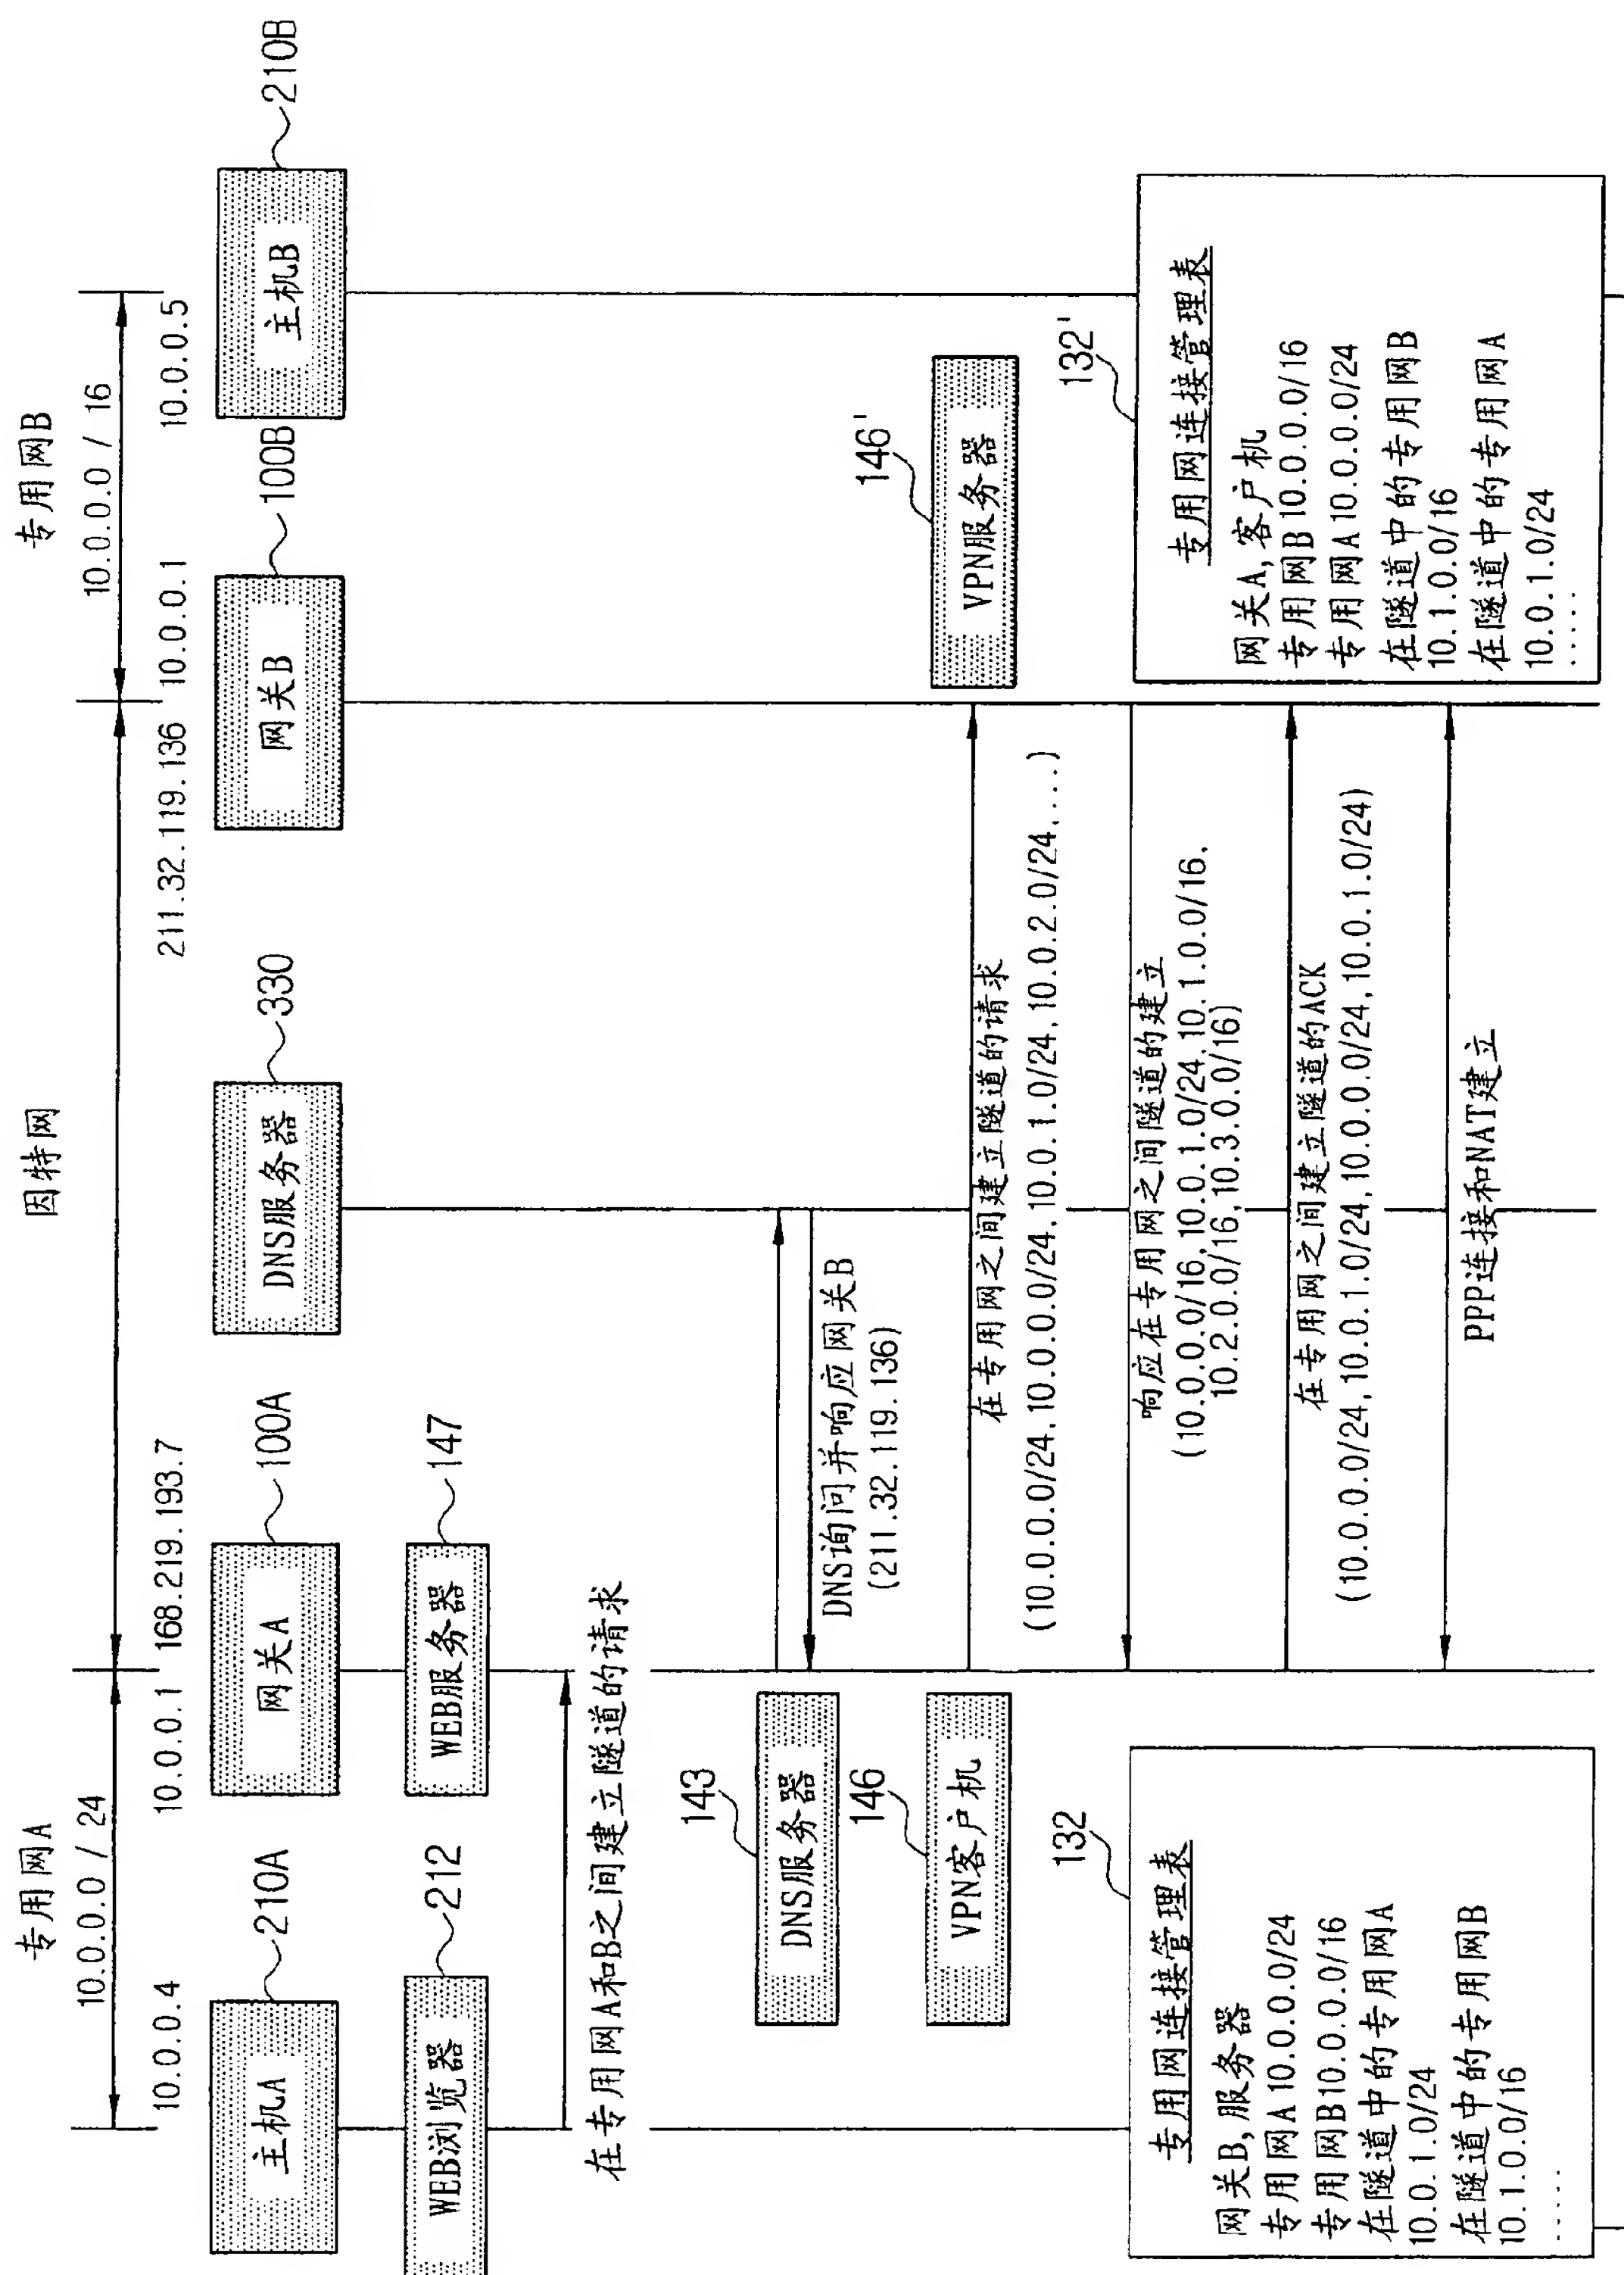 专用网A
因特网
专用网B
10.0.0.0 / 24
10.0.0.0 / 16
10.0.0.4
10.0.0.1
168.219.193.7
211.32.119.136
10.0.0.1
10.0.0.5
主机A
210A
网关A
100A
DNS服务器
330
网关B
100B
主机B
210B
WEB浏览器
212
WEB服务器
147
在专用网A和B之间建立隧道的请求
143
DNS服务器
DNS询问并响应网关B
(211.32.119.136)
146
VPN客户机
146'
VPN服务器
在专用网之间建立隧道的请求
(10.0.0.0/24,10.0.0.0/24,10.0.1.0/24,10.0.2.0/24,...)
响应在专用网之间隧道的建立
(10.0.0.0/16,10.0.1.0/24,10.1.0.0/16,
10.2.0.0/16,10.3.0.0/16)
在专用网之间建立隧道的ACK
(10.0.0.0/24,10.0.1.0/24,10.0.0.0/24,10.0.1.0/24)
PPP连接和NAT建立
132
专用网连接管理表
网关B,服务器
专用网A10.0.0.0/24
专用网B10.0.0.0/16
在隧道中的专用网A
10.0.1.0/24
在隧道中的专用网B
10.1.0.0/16
.....
132'
专用网连接管理表
网关A,客户机
专用网B10.0.0.0/16
专用网A10.0.0.0/24
在隧道中的专用网B
10.1.0.0/16
在隧道中的专用网A
10.0.1.0/24
.....